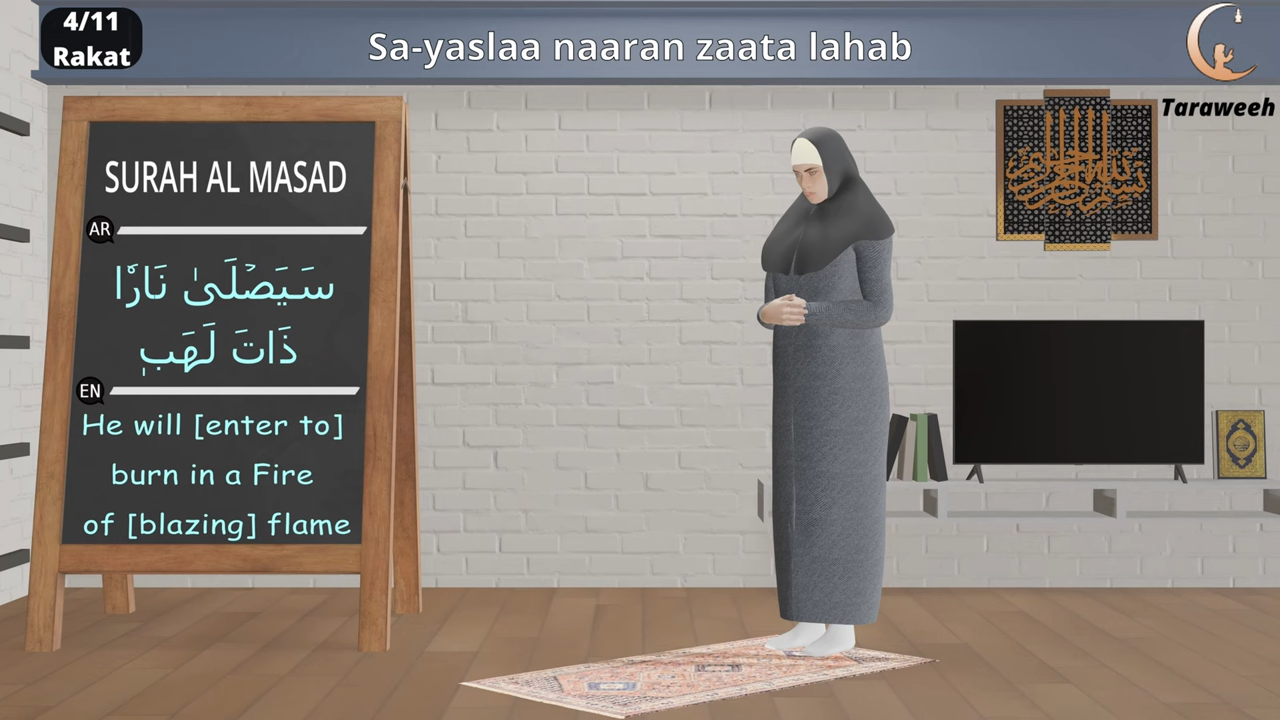 4/11
Rakat
Sa-yaslaa naaran zaata lahab
Taraweeh
SURAH AL MASAD
AR
سَيَصْلَىٰ نَارًا
ذَاتَ لَهَبٍ
EN
He will [enter to]
burn in a Fire
of [blazing] flame